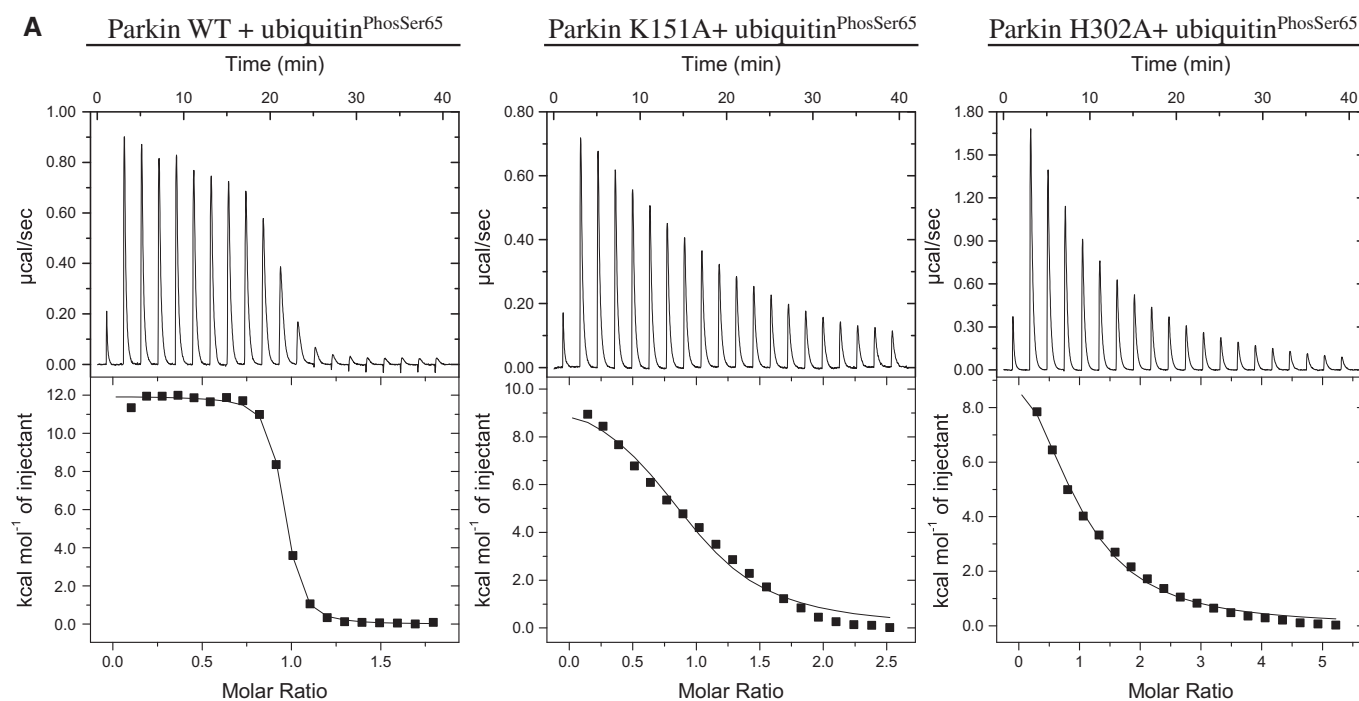 A
Parkin WT + ubiquitinPhosSer65
Time (min)
0 10 20 30 40
1.00
0.80
0.60
0.40
0.20
0.00
µcal/sec
12.0
10.0
8.0
6.0
4.0
2.0
0.0
kcal mol-1 of injectant
0.0 0.5 1.0 1.5
Molar Ratio
Parkin K151A+ ubiquitinPhosSer65
Time (min)
0 10 20 30 40
0.80
0.60
0.40
0.20
0.00
µcal/sec
10.0
8.0
6.0
4.0
2.0
0.0
kcal mol-1 of injectant
0.0 0.5 1.0 1.5 2.0 2.5
Molar Ratio
Parkin H302A+ ubiquitinPhosSer65
Time (min)
0 10 20 30 40
1.80
1.50
1.20
0.90
0.60
0.30
0.00
µcal/sec
8.0
6.0
4.0
2.0
0.0
kcal mol-1 of injectant
0 1 2 3 4 5
Molar Ratio